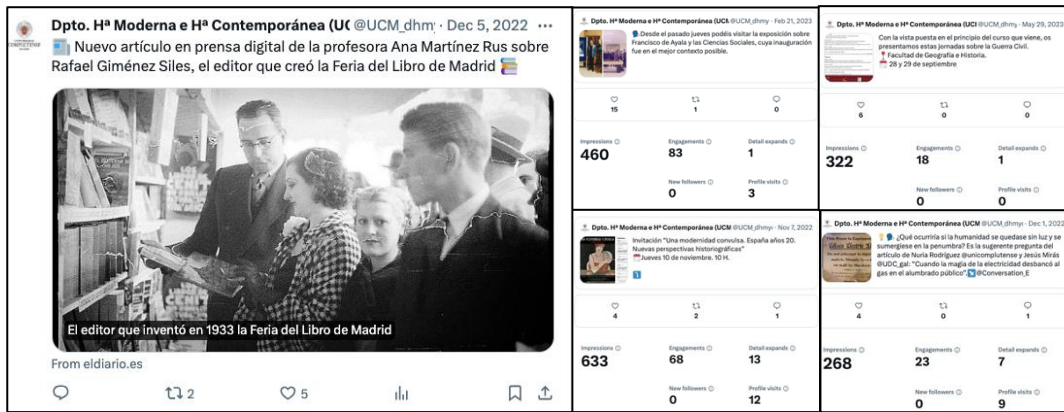 Dpto. Hª Moderna e Hª Contemporánea (UC @UCM_dhm · Dec 5, 2022 ···
Nuevo artículo en prensa digital de la profesora Ana Martínez Rus sobre
Rafael Giménez Siles, el editor que creó la Feria del Libro de Madrid
El editor que inventó en 1933 la Feria del Libro de Madrid
From eldiario.es
2
5
Dpto. Hª Moderna e Hª Contemporánea (UCM @UCM_dhmy · Feb 21, 2023
Desde el pasado jueves podéis visitar la exposición sobre
Francisco de Ayala y las Ciencias Sociales, cuya inauguración
fue en el mejor contexto posible.
15
1
0
Impressions
460
Engagements
83
Detail expands
1
New followers
0
Profile visits
3
Dpto. Hª Moderna e Hª Contemporánea (UCI @UCM_dhmy · May 29, 2023
Con la vista puesta en el principio del curso que viene, os
presentamos estas jornadas sobre la Guerra Civil.
Facultad de Geografía e Historia.
28 y 29 de septiembre
6
0
0
Impressions
322
Engagements
18
Detail expands
1
New followers
0
Profile visits
0
Dpto. Hª Moderna e Hª Contemporánea (UCM @UCM_dhmy · Nov 7, 2022
Invitación "Una modernidad convulsa. España años 20.
Nuevas perspectivas historiográficas"
Jueves 10 de noviembre. 10 H.
4
2
1
Impressions
633
Engagements
68
Detail expands
13
New followers
0
Profile visits
12
Dpto. Hª Moderna e Hª Contemporánea (UCM @UCM_dhmy · Dec 1, 2022
¿Qué ocurriría si la humanidad se quedase sin luz y se
sumergiese en la penumbra? Es la sugerente pregunta del
artículo de Nuria Rodríguez @unicomplutense y Jesús Mirás
@UDC_gal: "Cuando la magia de la electricidad desbancó al
gas en el alumbrado público". @Conversation_E
4
0
1
Impressions
268
Engagements
23
Detail expands
7
New followers
0
Profile visits
9